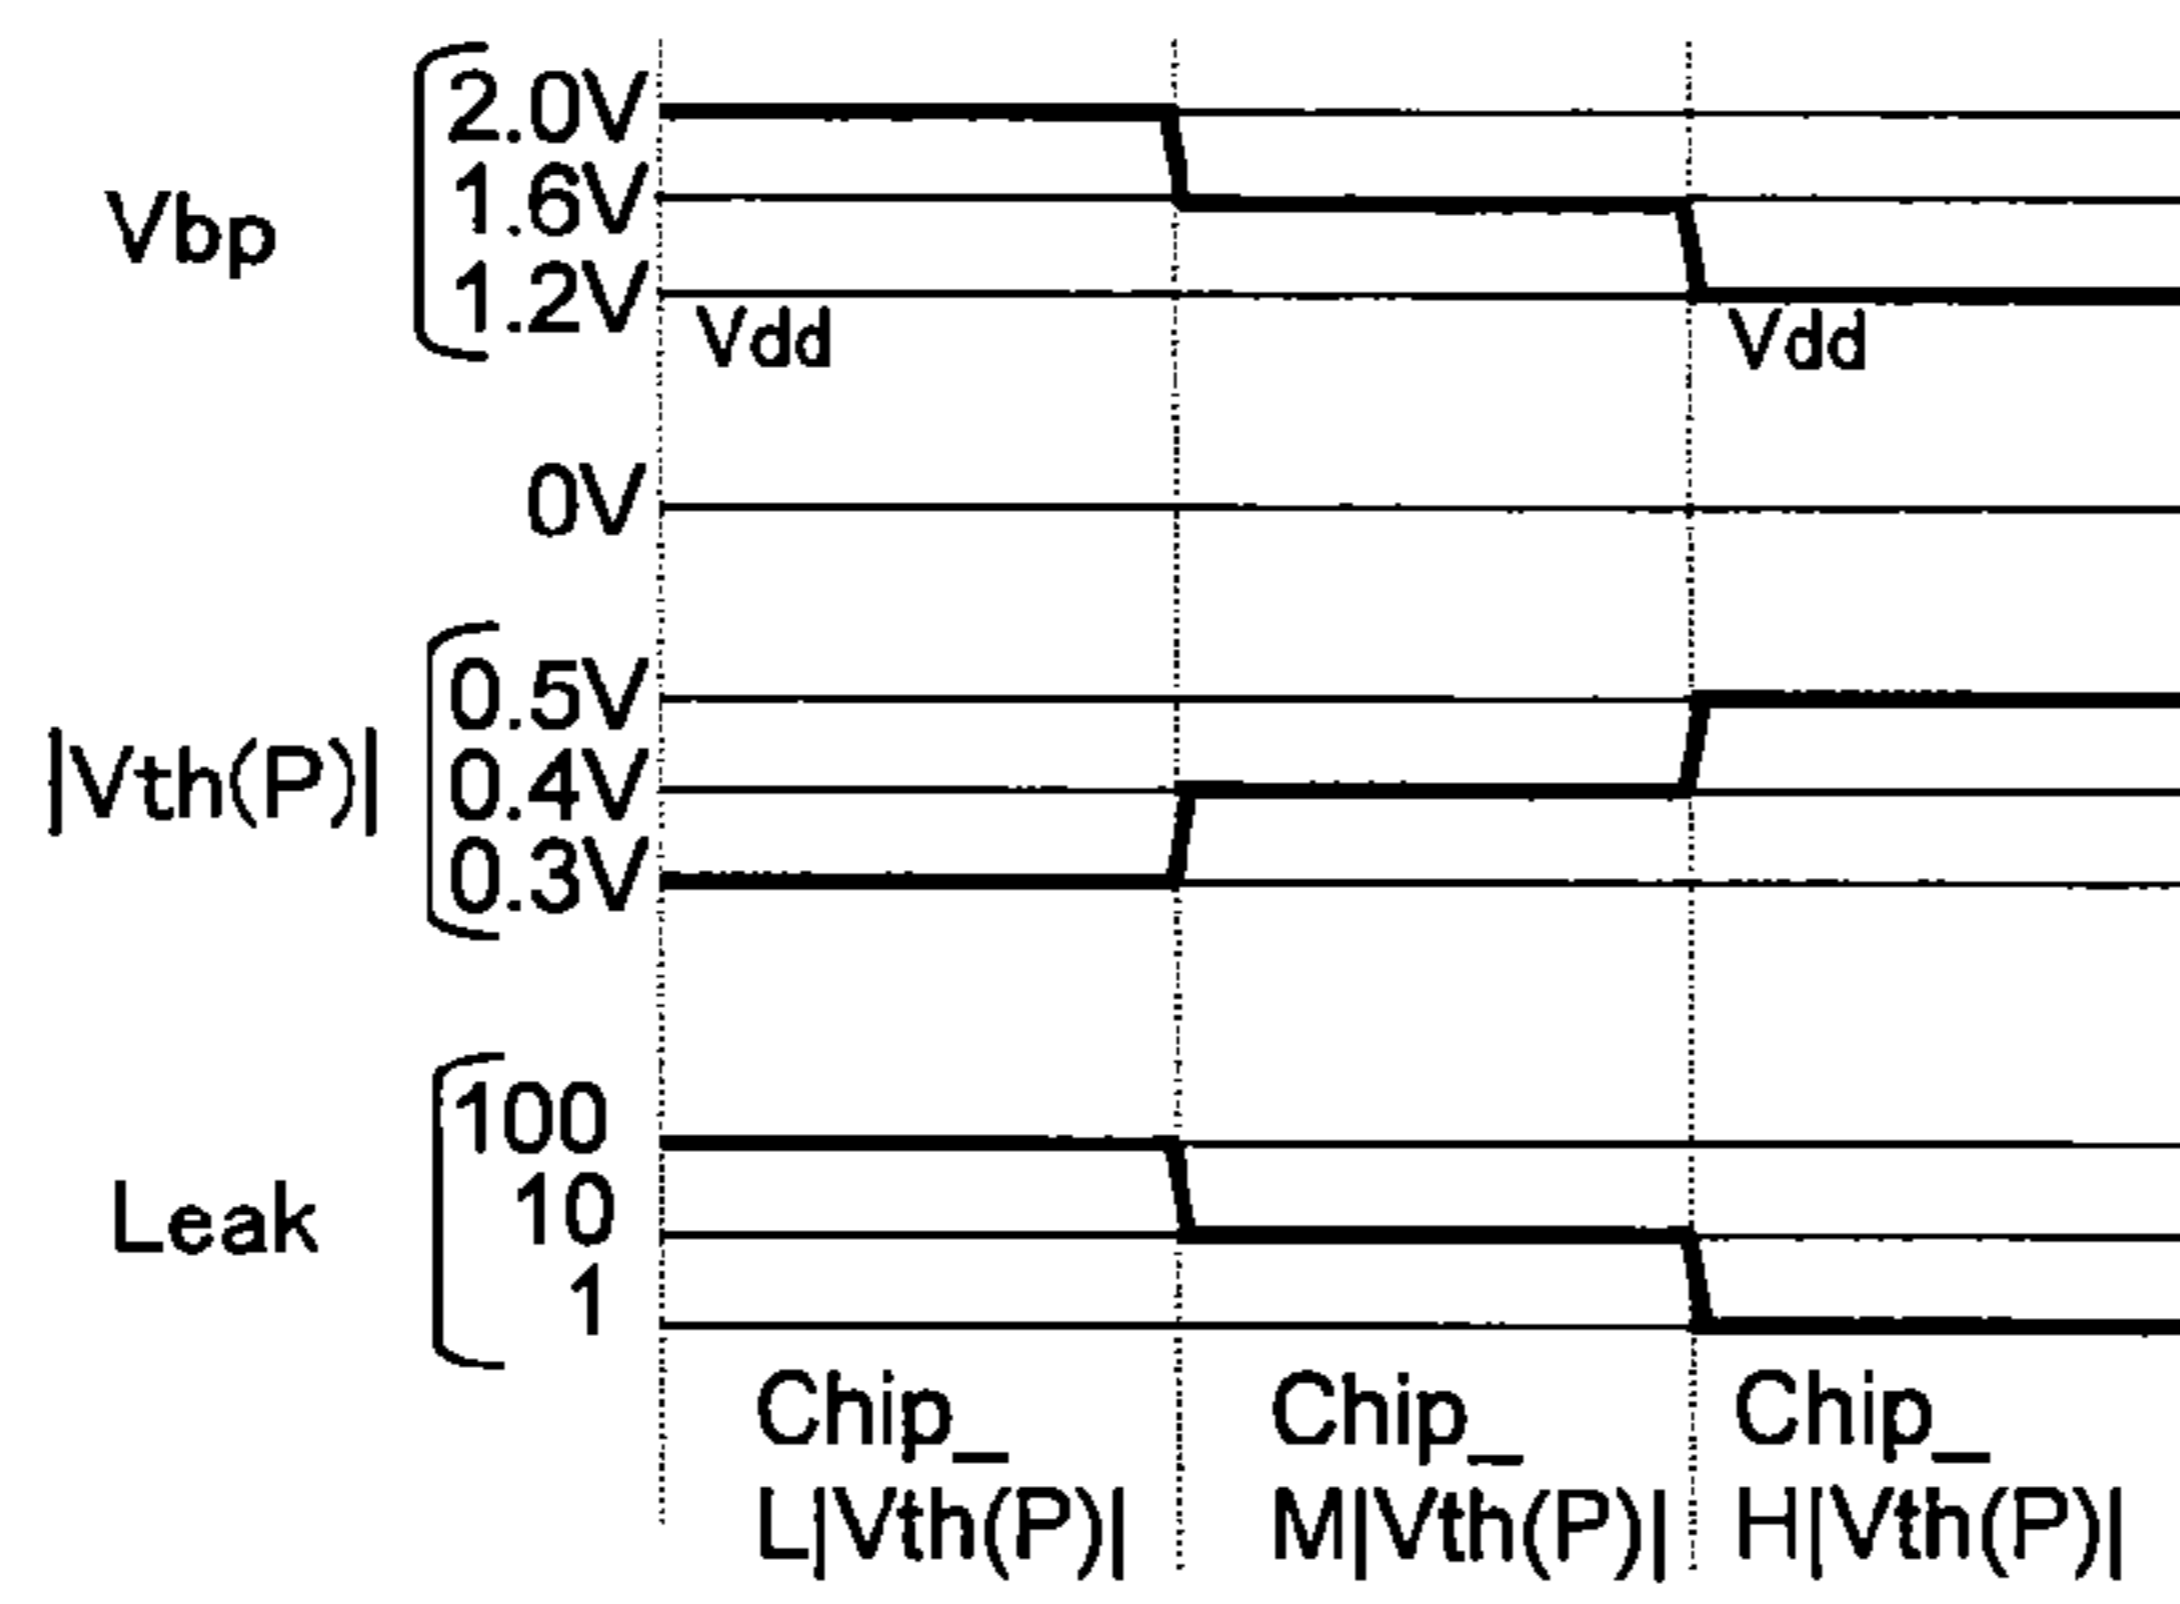 2.0V
Vbp
1.6V
1.2V
Vdd
Vdd
0V
0.5V
|Vth(P)|
0.4V
0.3V
100
Leak
10
1
Chip_
L|Vth(P)|
Chip_
M|Vth(P)|
Chip_
H|Vth(P)|